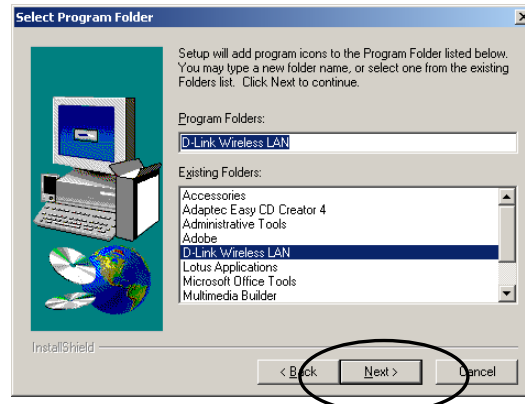 Select Program Folder
Setup will add program icons to the Program Folder listed below.
You may type a new folder name, or select one from the existing
Folders list. Click Next to continue.
Program Folders:
D-Link Wireless LAN
Existing Folders:
Accessories
Adaptec Easy CD Creator 4
Administrative Tools
Adobe
D-Link Wireless LAN
Lotus Applications
Microsoft Office Tools
Multimedia Builder
InstallShield
< Back Next > Cancel